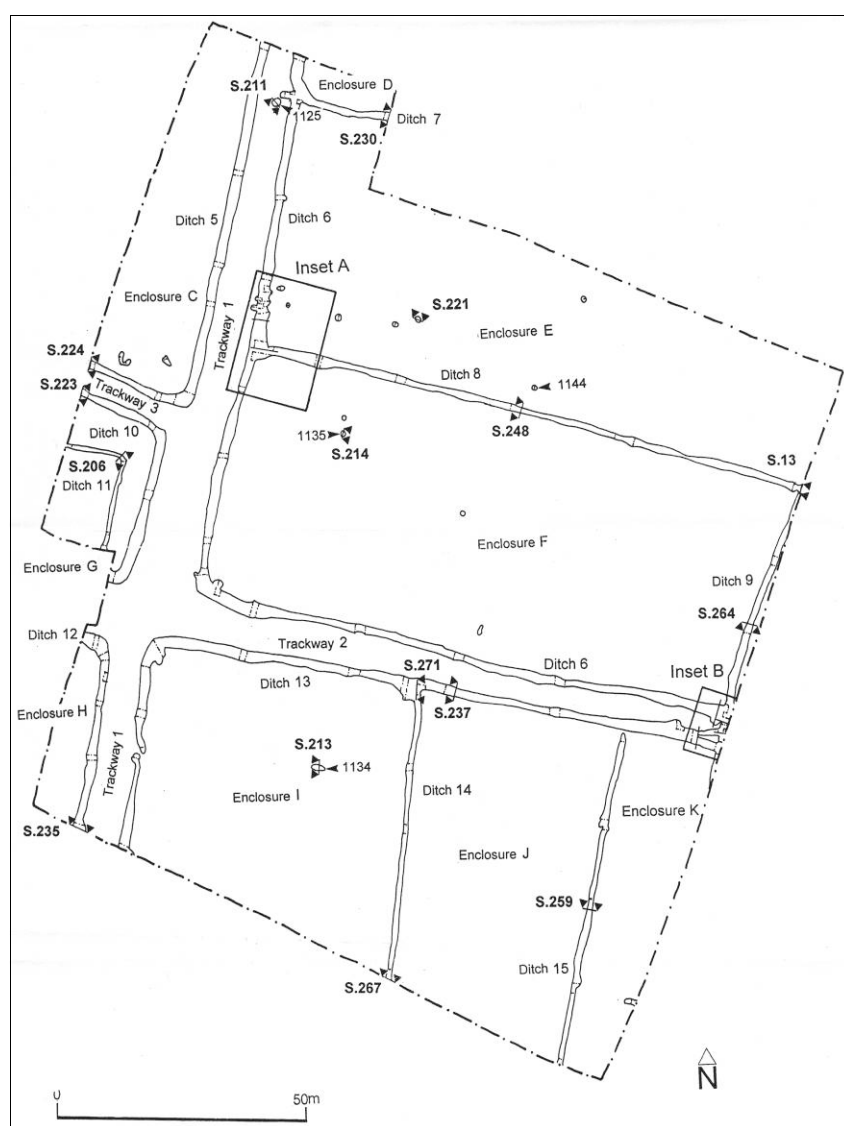 Enclosure D
S.211
1125
Ditch 7
S.230
Ditch 5
Ditch 6
Inset A
Enclosure C
Trackway 1
S.221
Enclosure E
S.224
Ditch 8
1144
S.223
Trackway 3
S.248
Ditch 10
1135
S.214
S.206
S.13
Ditch 11
Enclosure F
Enclosure G
Ditch 9
S.264
Ditch 12
Trackway 2
S.271
Ditch 6
Inset B
Ditch 13
S.237
Enclosure H
Trackway 1
S.213
1134
Ditch 14
Enclosure I
Enclosure K
S.235
Enclosure J
S.259
S.267
Ditch 15
N
0
50m